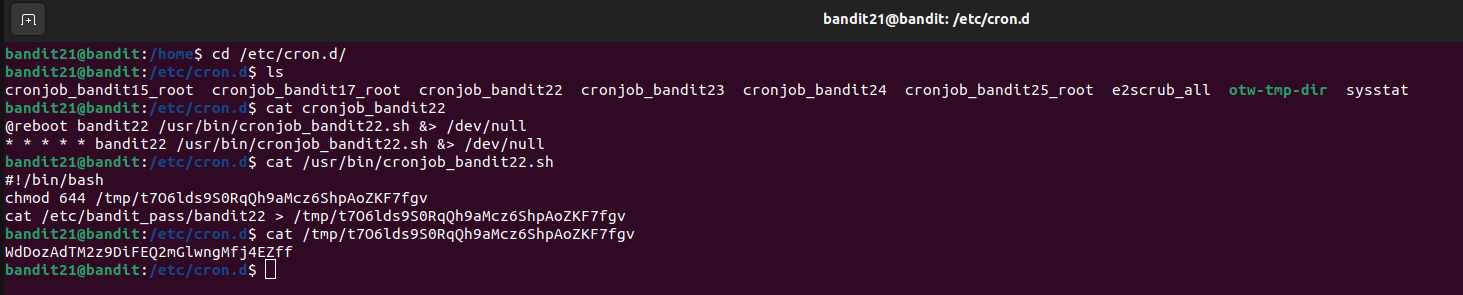 bandit21@bandit: /etc/cron.d
bandit21@bandit:/home$ cd /etc/cron.d/
bandit21@bandit:/etc/cron.d$ ls
cronjob_bandit15_root  cronjob_bandit17_root  cronjob_bandit22  cronjob_bandit23  cronjob_bandit24  cronjob_bandit25_root  e2scrub_all  otw-tmp-dir  sysstat
bandit21@bandit:/etc/cron.d$ cat cronjob_bandit22
@reboot bandit22 /usr/bin/cronjob_bandit22.sh &> /dev/null
* * * * * bandit22 /usr/bin/cronjob_bandit22.sh &> /dev/null
bandit21@bandit:/etc/cron.d$ cat /usr/bin/cronjob_bandit22.sh
#!/bin/bash
chmod 644 /tmp/t7O6lds9S0RqQh9aMcz6ShpAoZKF7fgv
cat /etc/bandit_pass/bandit22 > /tmp/t7O6lds9S0RqQh9aMcz6ShpAoZKF7fgv
bandit21@bandit:/etc/cron.d$ cat /tmp/t7O6lds9S0RqQh9aMcz6ShpAoZKF7fgv
WdDozAdTM2z9DiFEQ2mGlwngMfj4EZff
bandit21@bandit:/etc/cron.d$